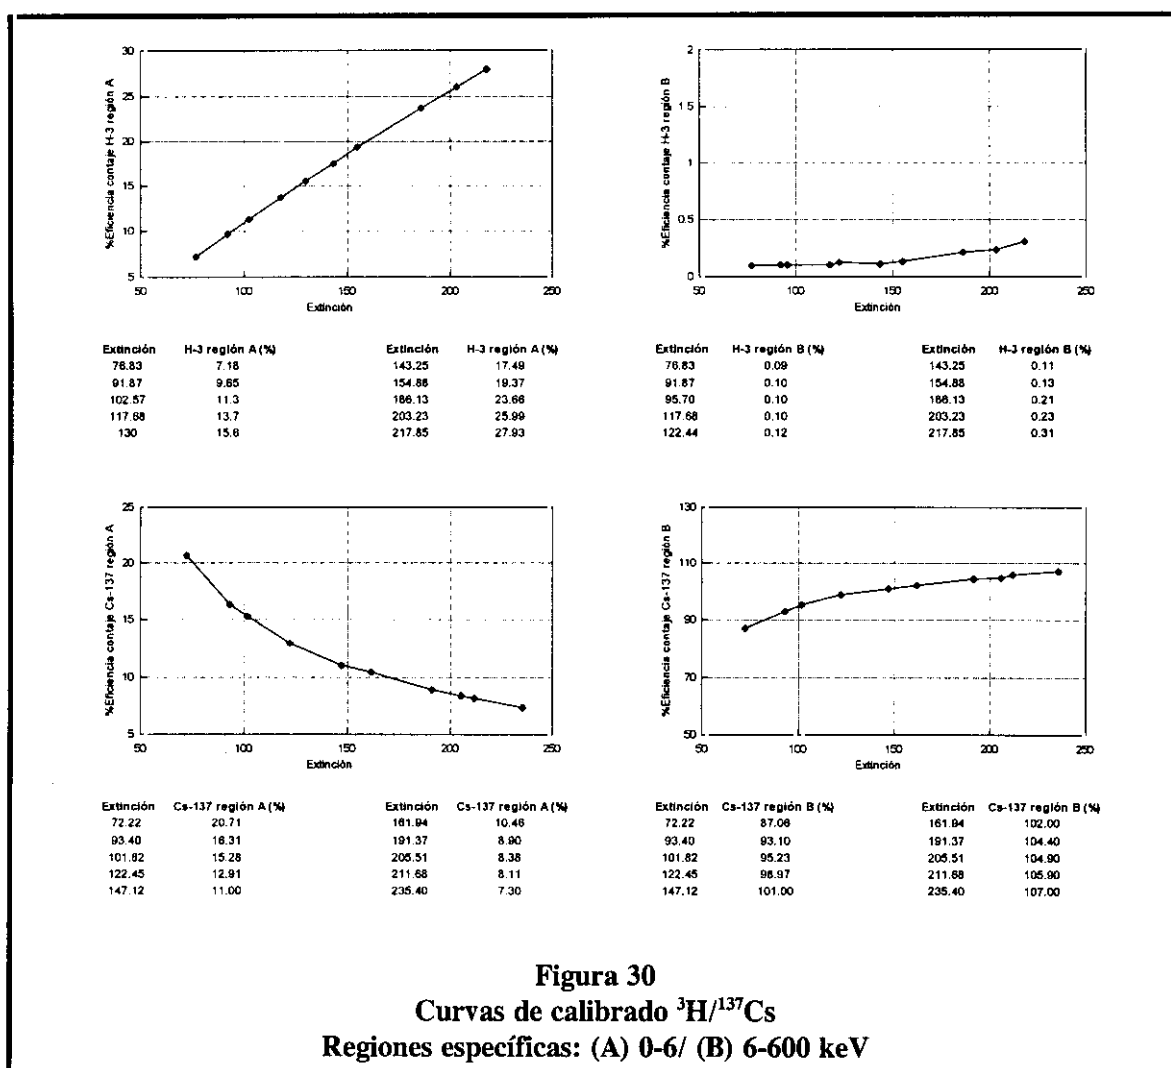 %Eficiencia contaje H-3 región A
30
25
20
15
10
5
50 100 150 200 250
Extinción
Extinción H-3 región A (%) Extinción H-3 región A (%)
76.83 7.18 143.25 17.49
91.87 9.65 154.88 19.37
102.57 11.3 186.13 23.66
117.68 13.7 203.23 25.99
130 15.6 217.85 27.93
%Eficiencia contaje H-3 región B
2
1 5
1
0.5
0
50 100 150 200 250
Extinción
Extinción H-3 región B (%) Extinción H-3 región B (%)
76.83 0.09 143.25 0.11
91.87 0.10 154.88 0.13
95.70 0.10 186.13 0.21
117.68 0.10 203.23 0.23
122.44 0.12 217.85 0.31
%Eficiencia contaje Cs-137 región A
25
20
15
10
5
50 100 150 200 250
Extinción
Extinción Cs-137 región A (%) Extinción Cs-137 región A (%)
72.22 20.71 161.94 10.46
93.40 16.31 191.37 8.90
101.82 15.28 205.51 8.38
122.45 12.91 211.68 8.11
147.12 11.00 235.40 7.30
%Eficiencia contaje Cs-137 región B
130
110
90
70
50
50 100 150 200 250
Extinción
Extinción Cs-137 región B (%) Extinción Cs-137 región B (%)
72.22 87.06 161.94 102.00
93.40 93.10 191.37 104.40
101.82 95.23 205.51 104.90
122.45 98.97 211.68 105.90
147.12 101.00 235.40 107.00
Figura 30
Curvas de calibrado ³H/¹³⁷Cs
Regiones específicas: (A) 0-6/ (B) 6-600 keV